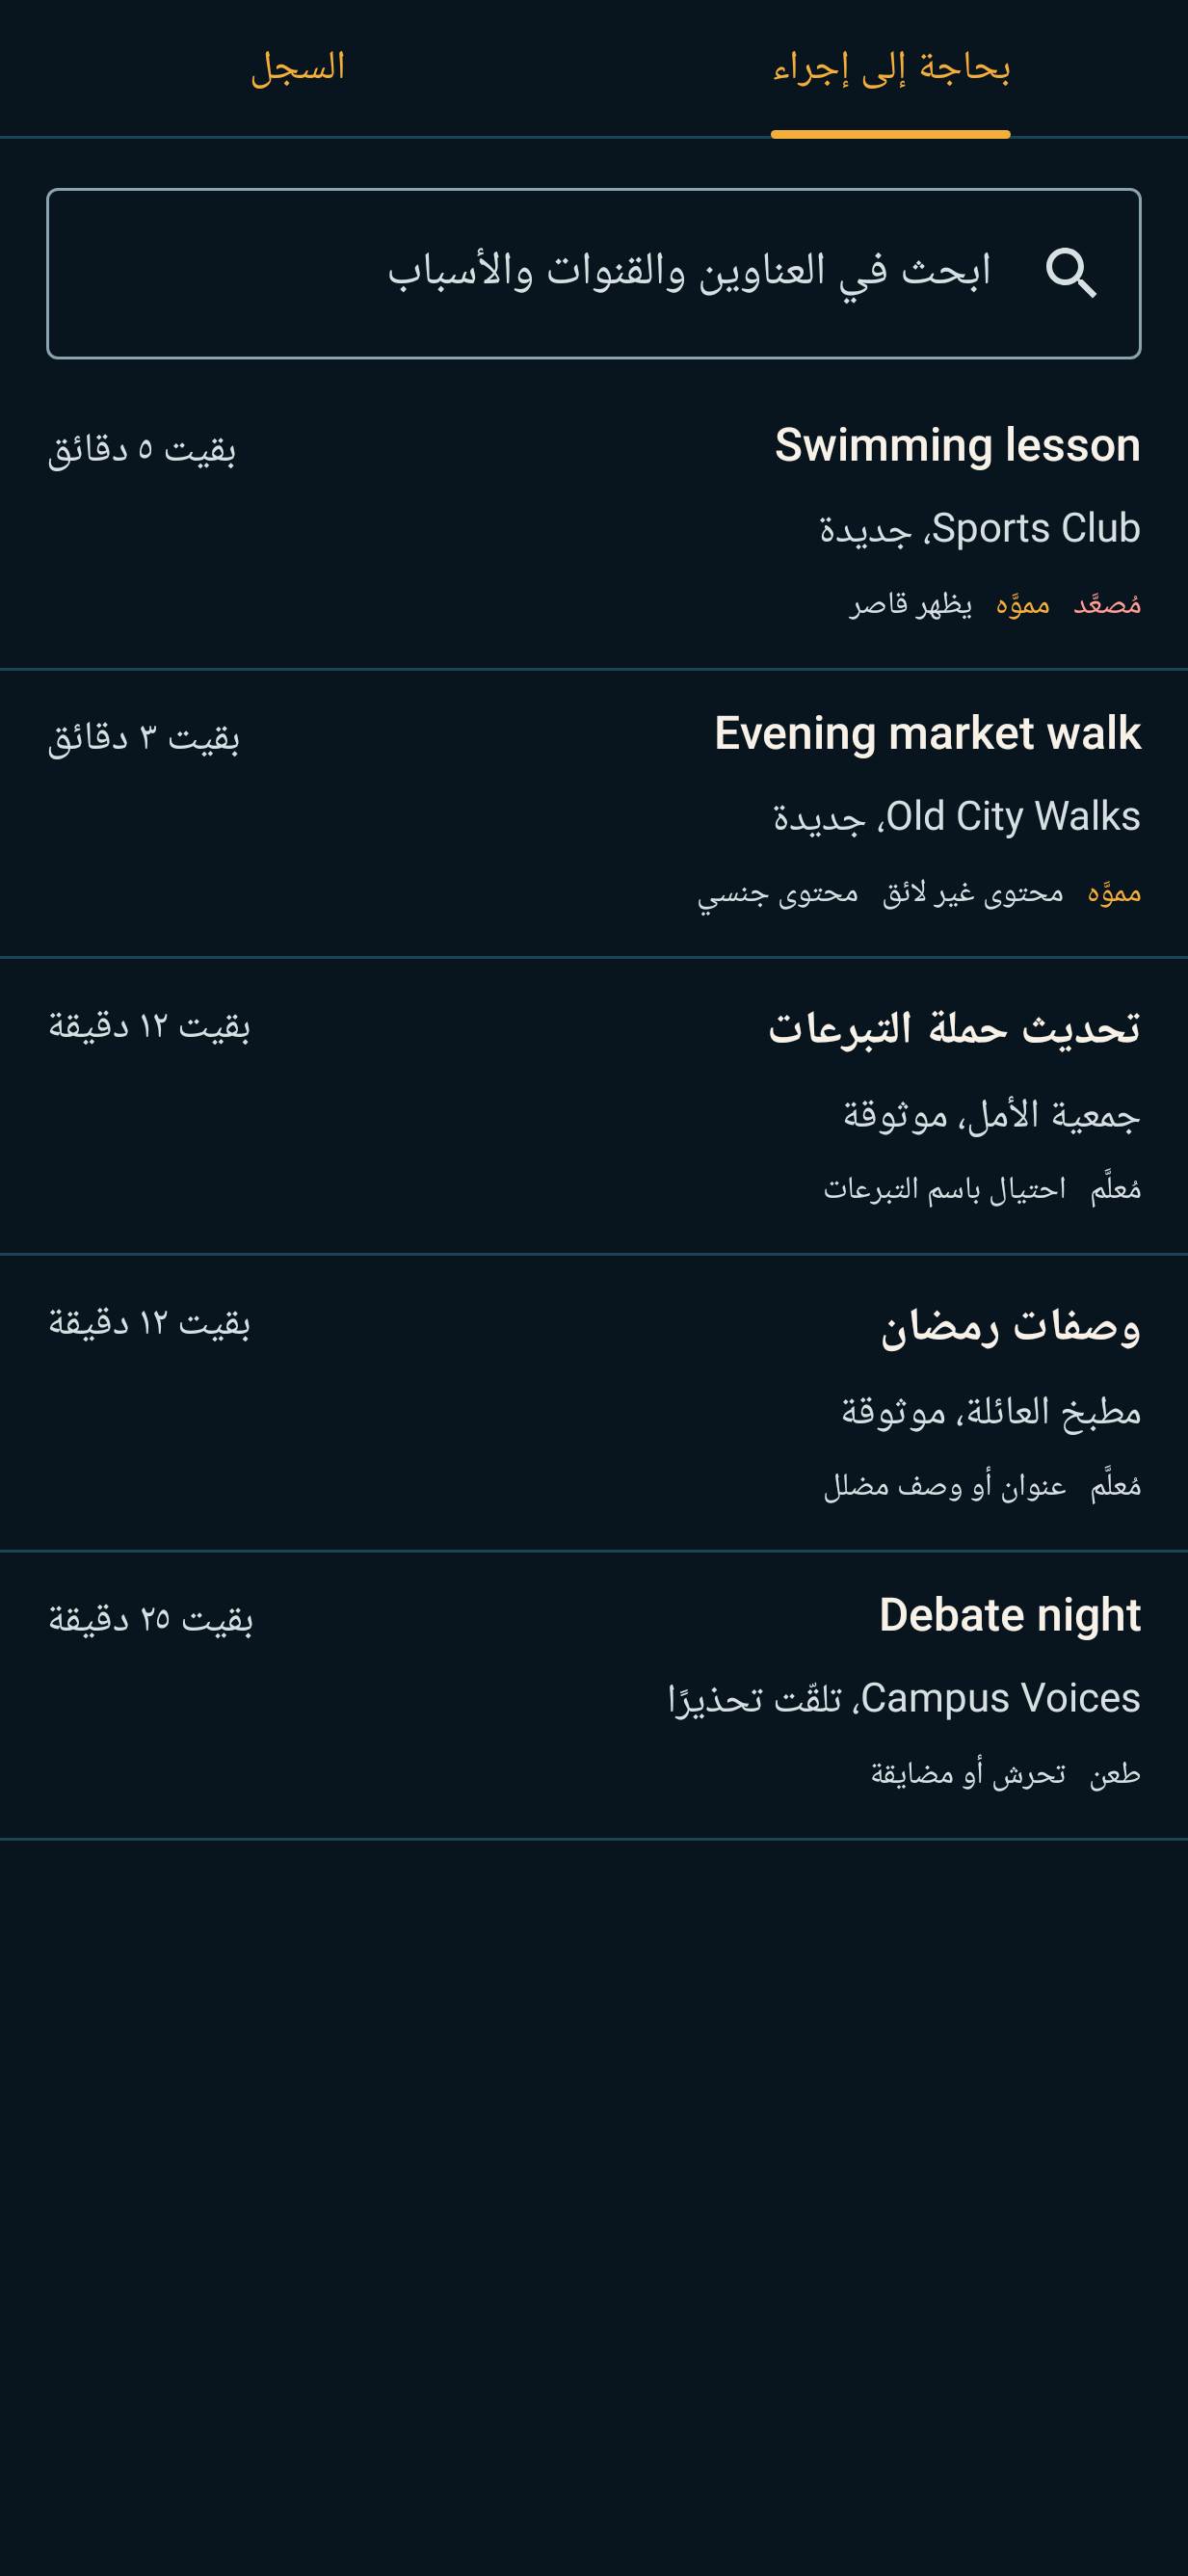 بحاجة إلى إجراء
السجل
ابحث في العناوين والقنوات والأسباب
Swimming lesson
بقيت ٥ دقائق
Sports Club، جديدة
مُصعَّد مموَّه يظهر قاصر
Evening market walk
بقيت ٣ دقائق
Old City Walks، جديدة
مموَّه محتوى غير لائق محتوى جنسي
تحديث حملة التبرعات
بقيت ١٢ دقيقة
جمعية الأمل، موثوقة
مُعلَّم احتيال باسم التبرعات
وصفات رمضان
بقيت ١٢ دقيقة
مطبخ العائلة، موثوقة
مُعلَّم عنوان أو وصف مضلل
Debate night
بقيت ٢٥ دقيقة
Campus Voices، تلقّت تحذيرًا
طعن تحرش أو مضايقة